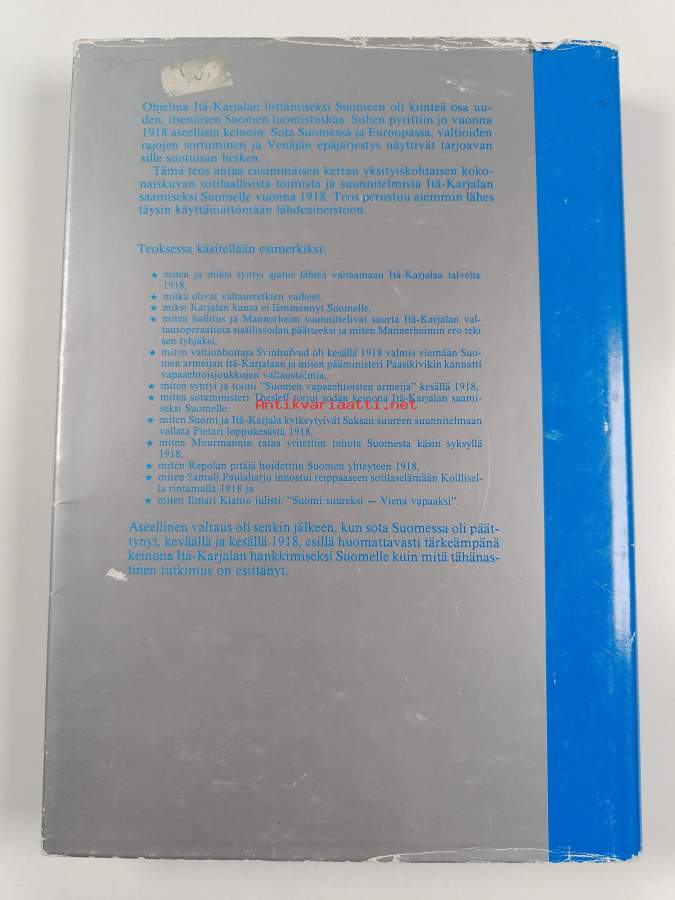 Ohjelma Itä-Karjalan liittämiseksi Suomeen oli kiinteä osa uu-
den, itsenäisen Suomen luomistuskaa. Siihen pyrittiin jo vuonna
1918 aseellisin keinoin. Sota Suomessa ja Euroopassa, valtioiden
rajojen sortuminen ja Venäjän epäjärjestys näyttivät tarjoavan
sille suotuisan hetken.
Tämä teos antaa ensimmäisen kerran yksityiskohtaisen koko-
naiskuvan sotilaallisista toimista ja suunnitelmista Itä-Karjalan
saamiseksi Suomelle vuonna 1918. Teos perustuu aiemmin lähes
täysin käyttämättömään lähdeaineistoon.
Teoksessa käsitellään esimerkiksi:
★ miten ja miksi syntyi ajatus lähteä valtaamaan Itä-Karjalaa talvella
1918,
★ mitkä olivat valtausretkien vaiheet,
★ miksi Karjalan kansa ei lämmennyt Suomelle,
★ miten hallitus ja Mannerheim suunnittelivat suurta Itä-Karjalan val-
tausoperaatiota sisällissodan päätteeksi ja miten Mannerheimin ero teki
sen tyhjäksi,
★ miten valtionhoitaja Svinhufvud oli kesällä 1918 valmis viemään Suo-
men armeijan Itä-Karjalaan ja miten pääministeri Paasikivikin kannatti
vapaaehtoisjoukkojen valtaustoimia,
★ miten syntyi ja toimi "Suomen vapaaehtoisten armeija" kesällä 1918,
★ miten sotaministeri Thesleff torjui sodan keinona Itä-Karjalan saami-
seksi Suomelle,
Antikvariaatti.net
★ miten Suomi ja Itä-Karjala kytkeytyivät Saksan suureen suunnitelmaan
vallata Pietari loppukesästä 1918,
★ miten Muurmannin rataa yritettiin tuhota Suomesta käsin syksyllä
1918,
★ miten Repolan pitäjä hoidettiin Suomen yhteyteen 1918,
★ miten Samuli Paulaharju innostui reippaaseen sotilaselämään Koillisel-
la rintamalla 1918 ja
★ miten Ilmari Kianto julisti: "Suomi suureksi — Viena vapaaksi".
Aseellinen valtaus oli senkin jälkeen, kun sota Suomessa oli päät-
tynyt, keväällä ja kesällä 1918, esillä huomattavasti tärkeämpänä
keinona Itä-Karjalan hankkimiseksi Suomelle kuin mitä tähänas-
tinen tutkimus on esittänyt.